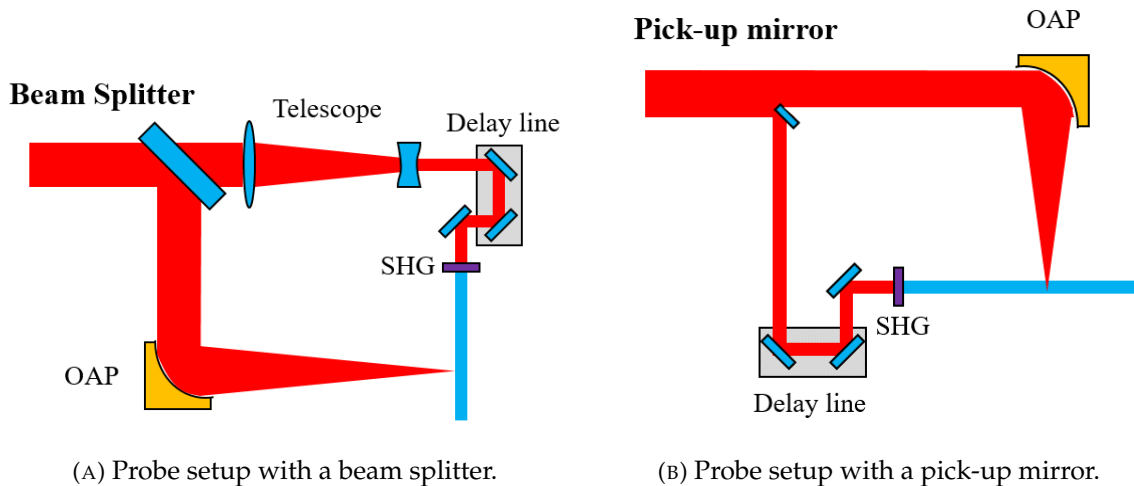 Beam Splitter
Telescope
Delay line
SHG
OAP
(A) Probe setup with a beam splitter.
Pick-up mirror
OAP
SHG
Delay line
(B) Probe setup with a pick-up mirror.